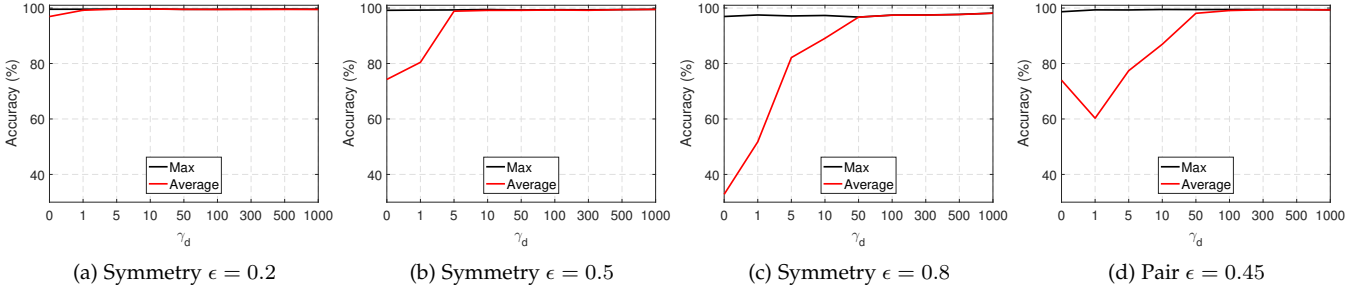 100
80
60
40
Accuracy (%)
Max
Average
0 1 5 10 50 100 300 500 1000
γd
(a) Symmetry ϵ = 0.2
100
80
60
40
Accuracy (%)
Max
Average
0 1 5 10 50 100 300 500 1000
γd
(b) Symmetry ϵ = 0.5
100
80
60
40
Accuracy (%)
Max
Average
0 1 5 10 50 100 300 500 1000
γd
(c) Symmetry ϵ = 0.8
100
80
60
40
Accuracy (%)
Max
Average
0 1 5 10 50 100 300 500 1000
γd
(d) Pair ϵ = 0.45